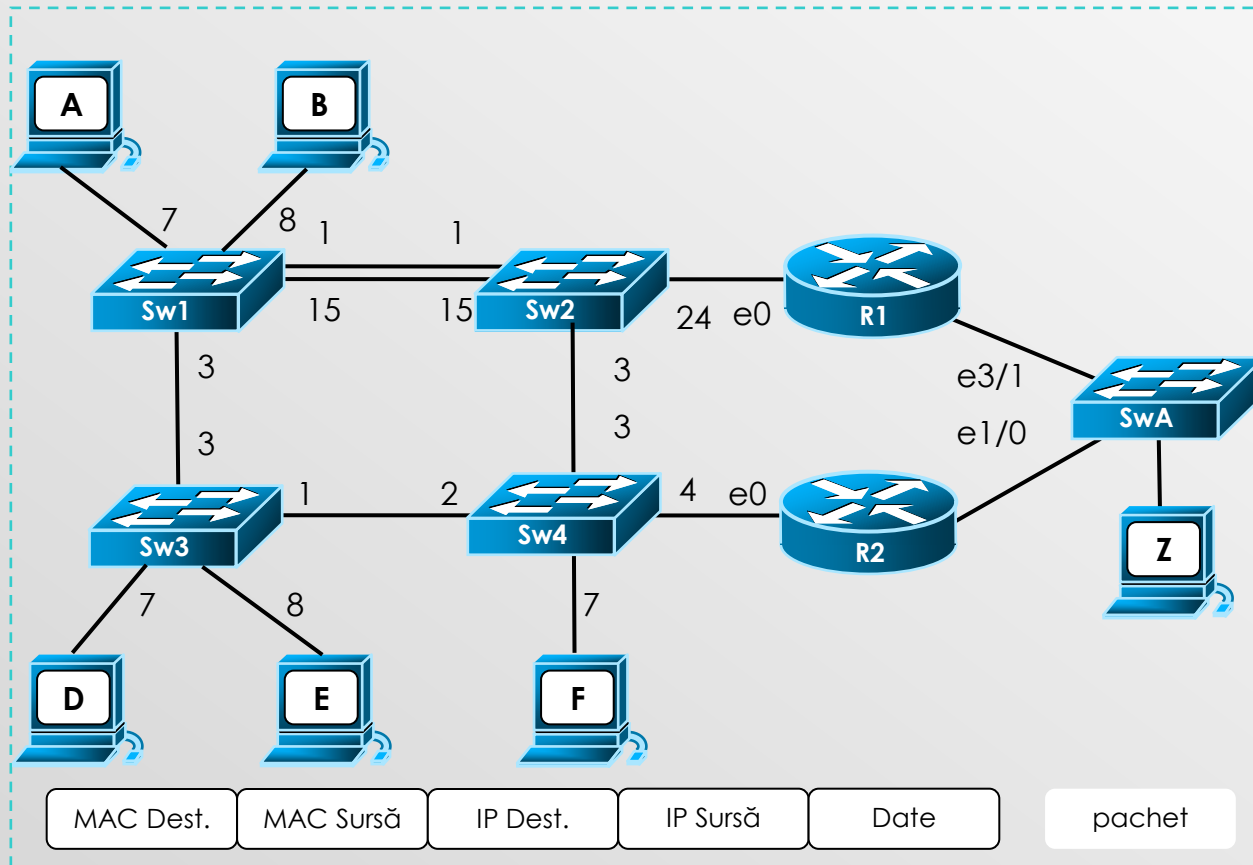 A
B
7
8
1
1
Sw1
15
15
Sw2
24
e0
R1
3
3
e3/1
SwA
3
3
e1/0
1
2
4
e0
Sw3
Sw4
R2
Z
7
8
7
D
E
F
MAC Dest.
MAC Sursă
IP Dest.
IP Sursă
Date
pachet